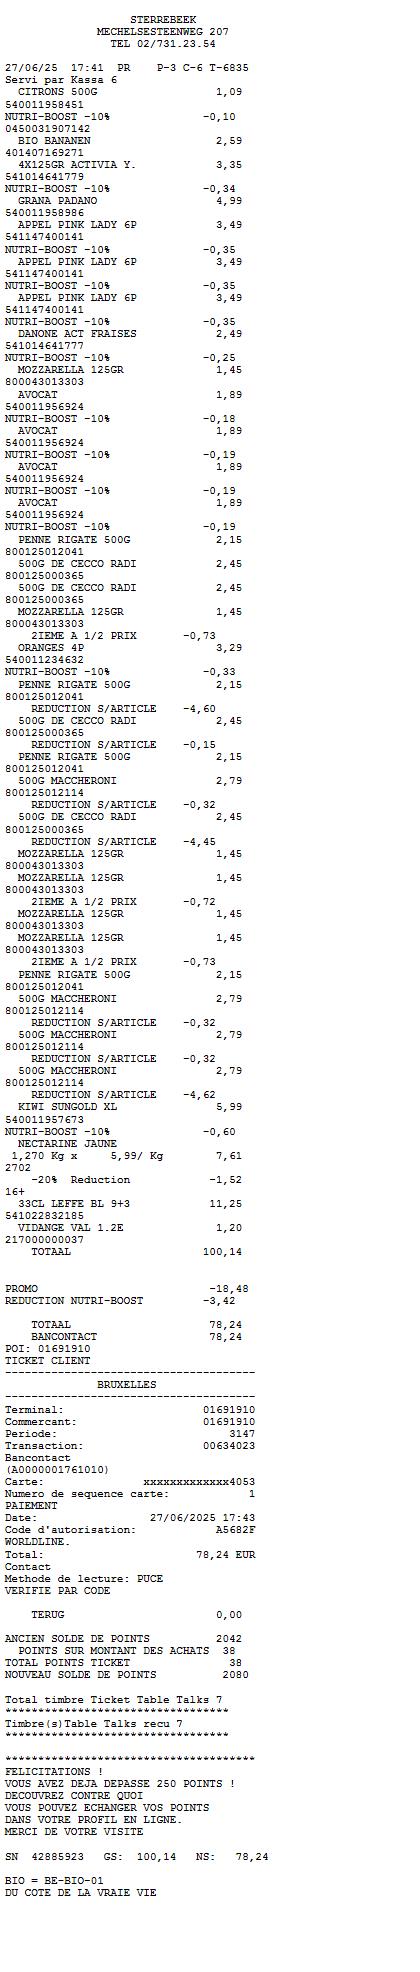 STERREBEEK
MECHELSESTEENWEG 207
TEL 02/731.23.54
27/06/25 17:41 PR P-3 C-6 T-6835
Servi par Kassa 6
CITRONS 500G 1,09
540011958451
NUTRI-BOOST -10% -0,10
0450031907142
BIO BANANEN 2,59
401407169271
4X125GR ACTIVIA Y. 3,35
541014641779
NUTRI-BOOST -10% -0,34
GRANA PADANO 4,99
540011958986
APPEL PINK LADY 6P 3,49
541147400141
NUTRI-BOOST -10% -0,35
APPEL PINK LADY 6P 3,49
541147400141
NUTRI-BOOST -10% -0,35
APPEL PINK LADY 6P 3,49
541147400141
NUTRI-BOOST -10% -0,35
DANONE ACT FRAISES 2,49
541014641777
NUTRI-BOOST -10% -0,25
MOZZARELLA 125GR 1,45
800043013303
AVOCAT 1,89
540011956924
NUTRI-BOOST -10% -0,18
AVOCAT 1,89
540011956924
NUTRI-BOOST -10% -0,19
AVOCAT 1,89
540011956924
NUTRI-BOOST -10% -0,19
AVOCAT 1,89
540011956924
NUTRI-BOOST -10% -0,19
PENNE RIGATE 500G 2,15
800125012041
500G DE CECCO RADI 2,45
800125000365
500G DE CECCO RADI 2,45
800125000365
MOZZARELLA 125GR 1,45
800043013303
2IEME A 1/2 PRIX -0,73
ORANGES 4P 3,29
540011234632
NUTRI-BOOST -10% -0,33
PENNE RIGATE 500G 2,15
800125012041
REDUCTION S/ARTICLE -4,60
500G DE CECCO RADI 2,45
800125000365
REDUCTION S/ARTICLE -0,15
PENNE RIGATE 500G 2,15
800125012041
500G MACCHERONI 2,79
800125012114
REDUCTION S/ARTICLE -0,32
500G DE CECCO RADI 2,45
800125000365
REDUCTION S/ARTICLE -4,45
MOZZARELLA 125GR 1,45
800043013303
MOZZARELLA 125GR 1,45
800043013303
2IEME A 1/2 PRIX -0,72
MOZZARELLA 125GR 1,45
800043013303
MOZZARELLA 125GR 1,45
800043013303
2IEME A 1/2 PRIX -0,73
PENNE RIGATE 500G 2,15
800125012041
500G MACCHERONI 2,79
800125012114
REDUCTION S/ARTICLE -0,32
500G MACCHERONI 2,79
800125012114
REDUCTION S/ARTICLE -0,32
500G MACCHERONI 2,79
800125012114
REDUCTION S/ARTICLE -4,62
KIWI SUNGOLD XL 5,99
540011957673
NUTRI-BOOST -10% -0,60
NECTARINE JAUNE
1,270 Kg x 5,99/ Kg 7,61
2702
-20% Reduction -1,52
16+
33CL LEFFE BL 9+3 11,25
541022832185
VIDANGE VAL 1.2E 1,20
217000000037
TOTAAL 100,14
PROMO -18,48
REDUCTION NUTRI-BOOST -3,42
TOTAAL 78,24
BANCONTACT 78,24
POI: 01691910
TICKET CLIENT
--------------------------------------
BRUXELLES
--------------------------------------
Terminal: 01691910
Commercant: 01691910
Periode: 3147
Transaction: 00634023
Bancontact
(A0000001761010)
Carte: xxxxxxxxxxxxx4053
Numero de sequence carte: 1
PAIEMENT
Date: 27/06/2025 17:43
Code d'autorisation: A5682F
WORLDLINE.
Total: 78,24 EUR
Contact
Methode de lecture: PUCE
VERIFIE PAR CODE
TERUG 0,00
ANCIEN SOLDE DE POINTS 2042
POINTS SUR MONTANT DES ACHATS 38
TOTAL POINTS TICKET 38
NOUVEAU SOLDE DE POINTS 2080
Total timbre Ticket Table Talks 7
**********************************
Timbre(s)Table Talks recu 7
**********************************
**************************************
FELICITATIONS !
VOUS AVEZ DEJA DEPASSE 250 POINTS !
DECOUVREZ CONTRE QUOI
VOUS POUVEZ ECHANGER VOS POINTS
DANS VOTRE PROFIL EN LIGNE.
MERCI DE VOTRE VISITE
SN 42885923 GS: 100,14 NS: 78,24
BIO = BE-BIO-01
DU COTE DE LA VRAIE VIE